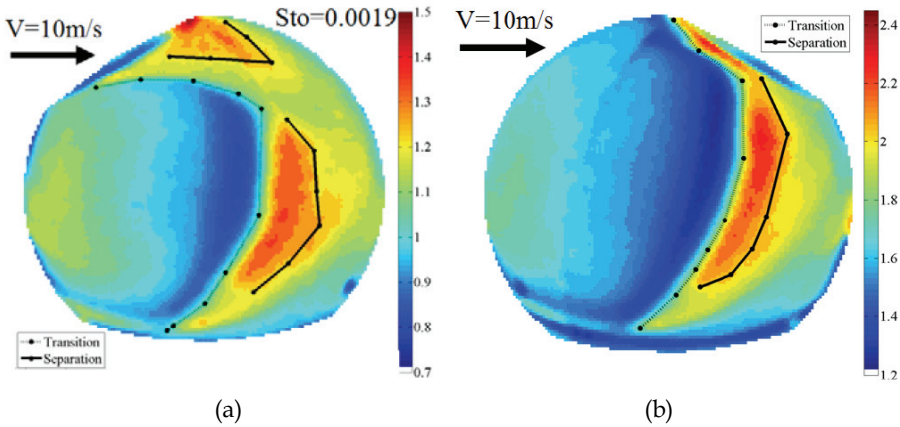 V=10m/s
Sto=0.0019
1.5
1.4
1.3
1.2
1.1
1
0.9
0.8
0.7
Transition
Separation
(a)
V=10m/s
Transition
Separation
2.4
2.2
2
1.8
1.6
1.4
1.2
(b)